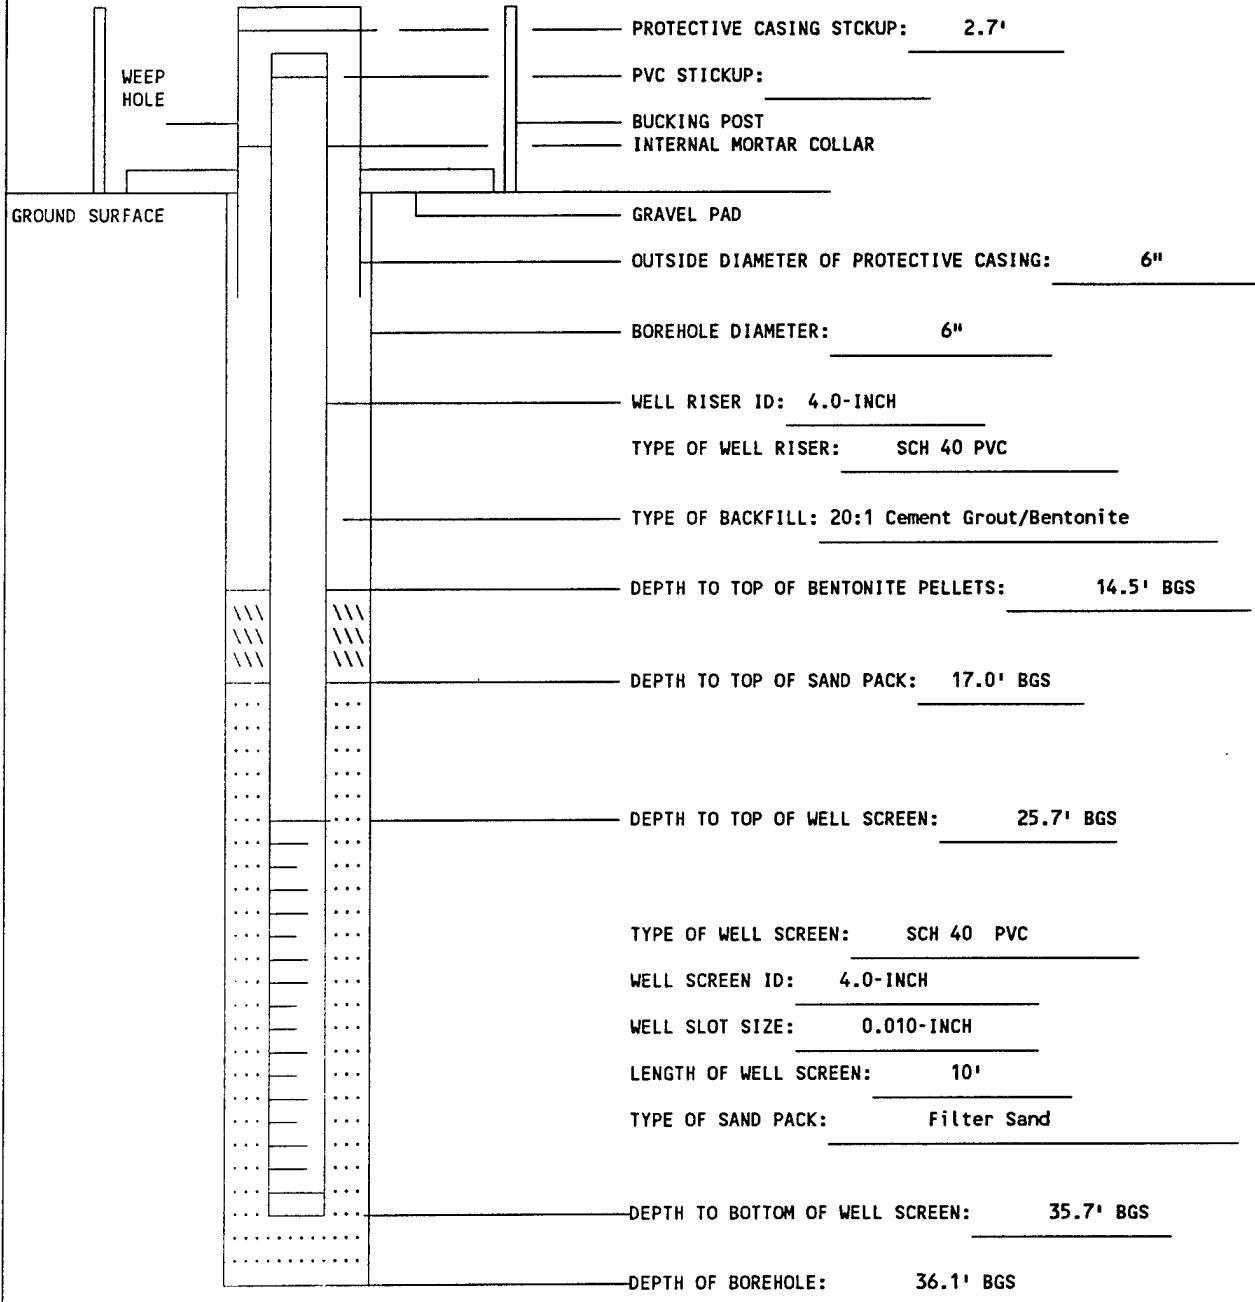 PROTECTIVE CASING STCKUP: 2.7'
WEEP HOLE
PVC STICKUP:
BUCKING POST
INTERNAL MORTAR COLLAR
GROUND SURFACE
GRAVEL PAD
OUTSIDE DIAMETER OF PROTECTIVE CASING: 6"
BOREHOLE DIAMETER: 6"
WELL RISER ID: 4.0-INCH
TYPE OF WELL RISER: SCH 40 PVC
TYPE OF BACKFILL: 20:1 Cement Grout/Bentonite
DEPTH TO TOP OF BENTONITE PELLETS: 14.5' BGS
DEPTH TO TOP OF SAND PACK: 17.0' BGS
DEPTH TO TOP OF WELL SCREEN: 25.7' BGS
TYPE OF WELL SCREEN: SCH 40 PVC
WELL SCREEN ID: 4.0-INCH
WELL SLOT SIZE: 0.010-INCH
LENGTH OF WELL SCREEN: 10'
TYPE OF SAND PACK: Filter Sand
DEPTH TO BOTTOM OF WELL SCREEN: 35.7' BGS
DEPTH OF BOREHOLE: 36.1' BGS